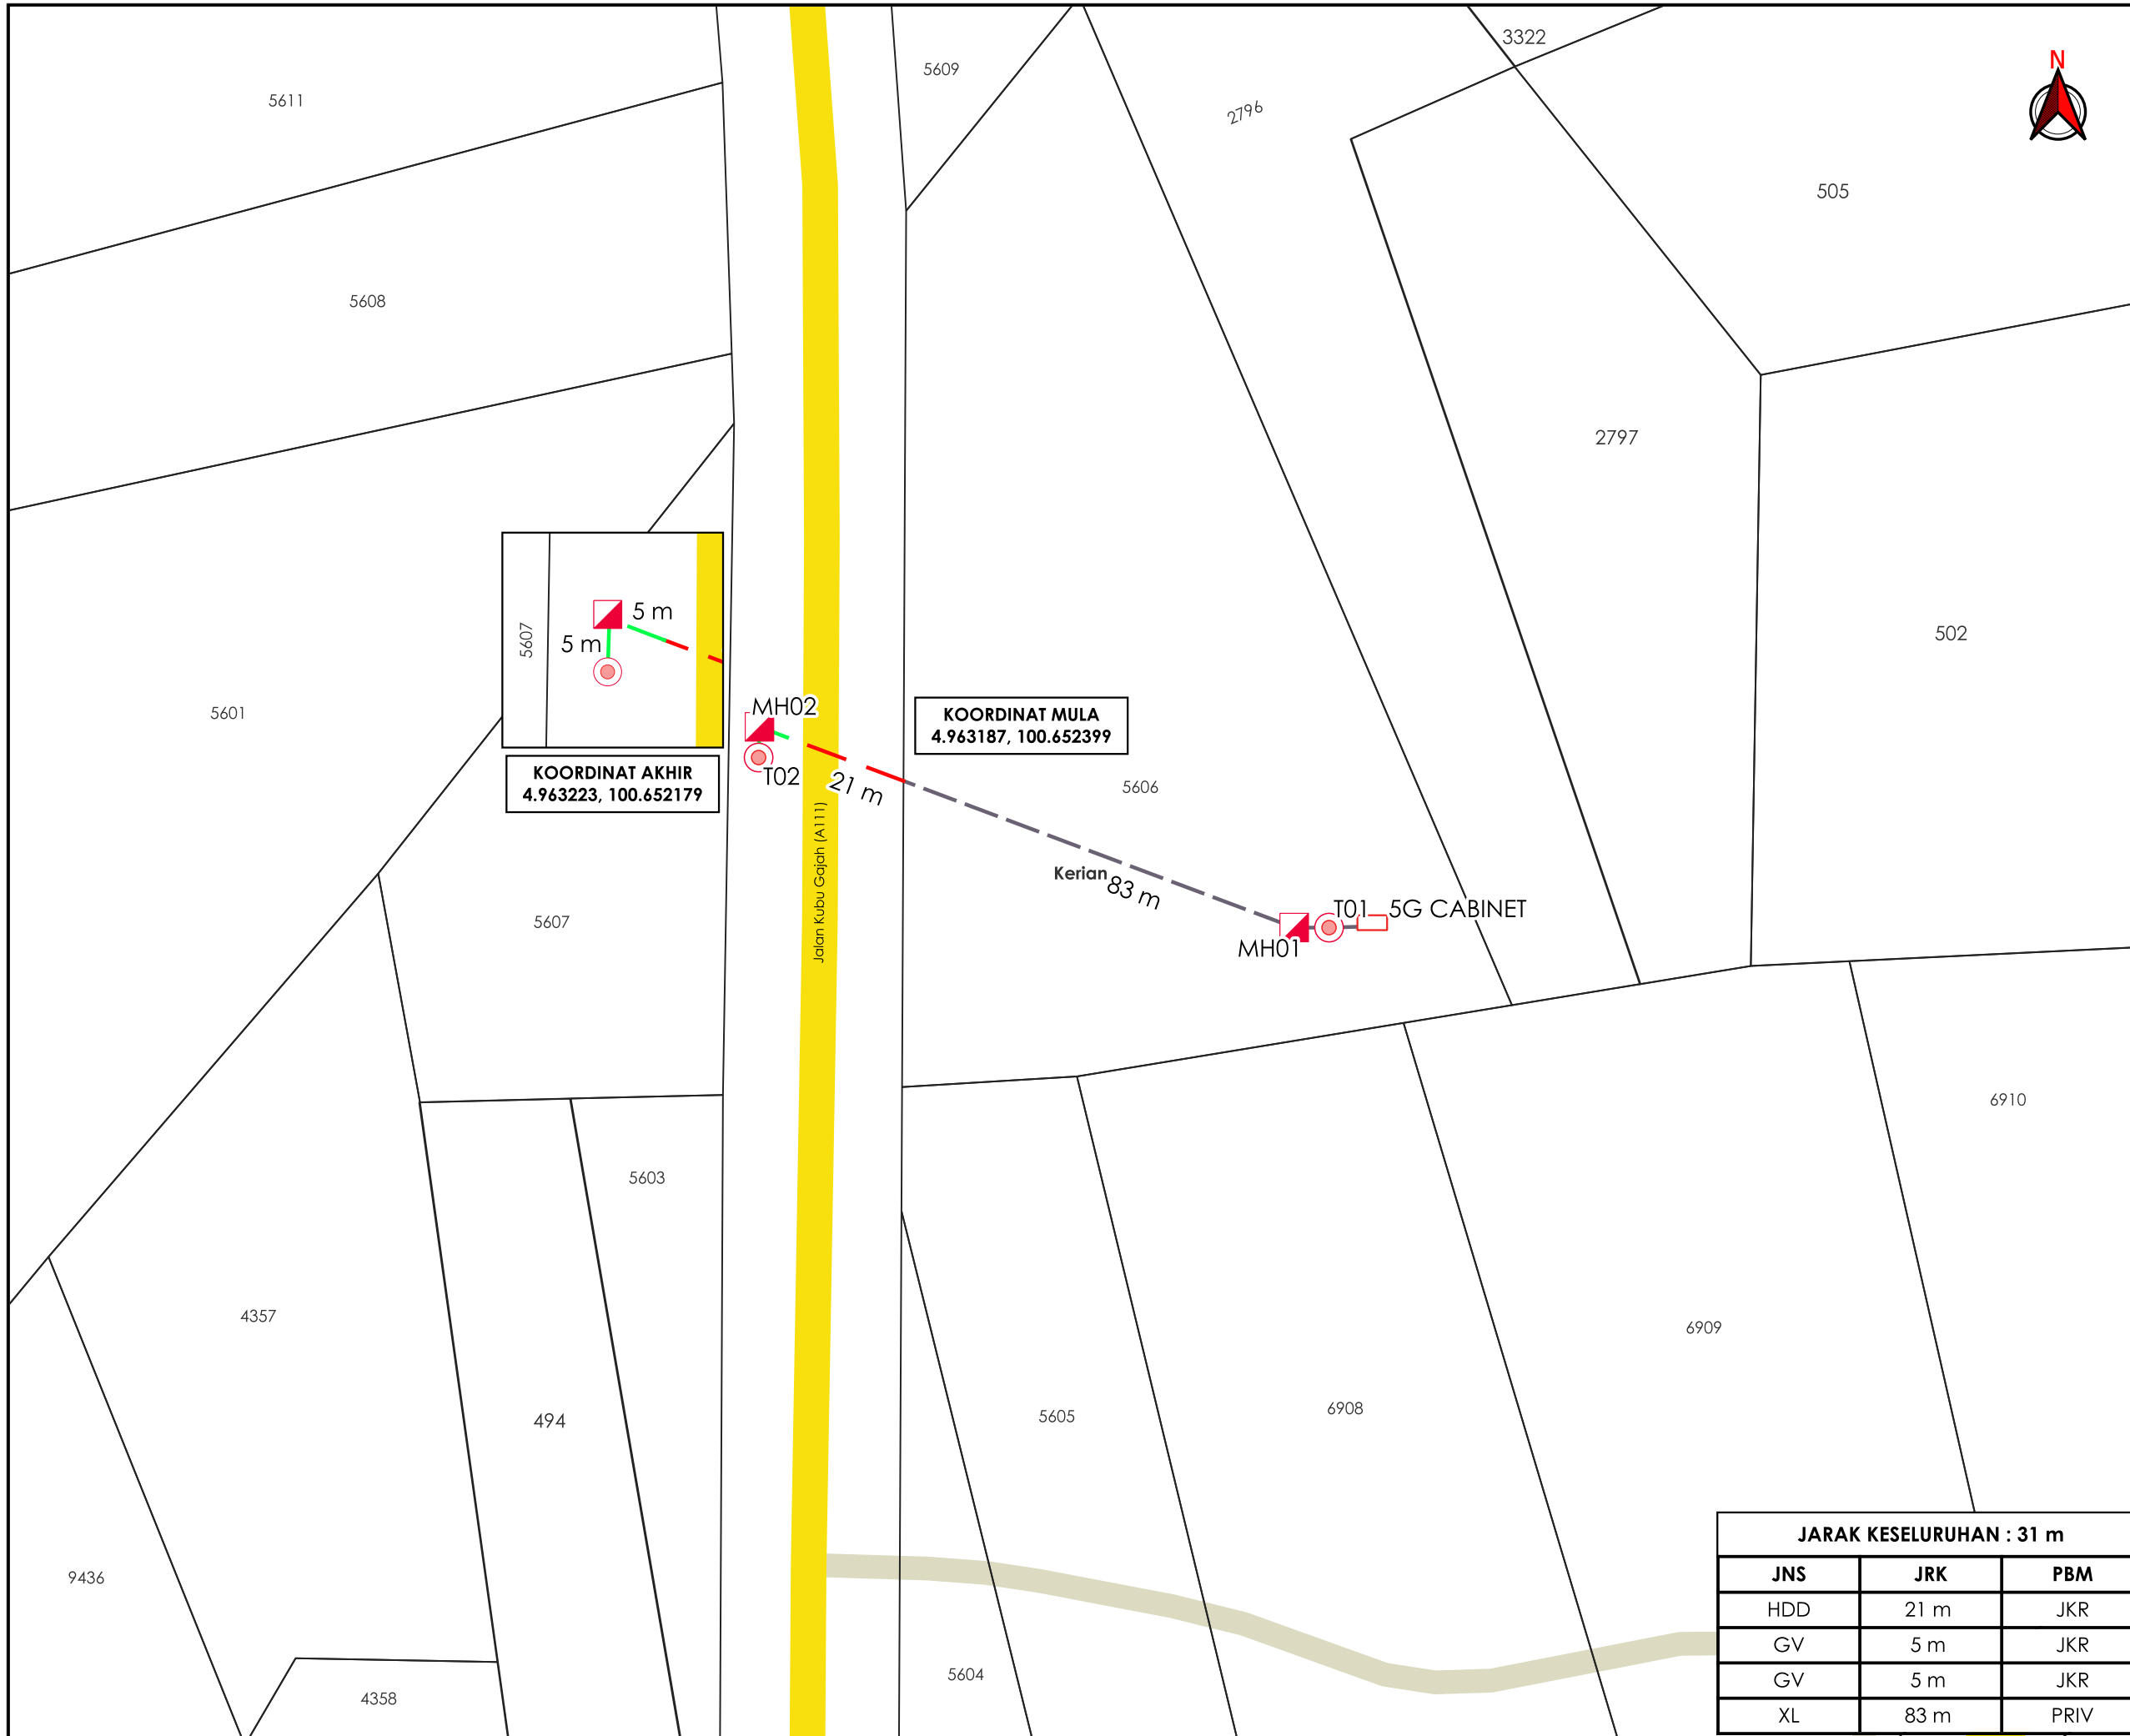 3322
N
5609
5611
2796
505
5608
2797
5 m
5 m
5607
502
5601
MH02
KOORDINAT MULA
4.963187, 100.652399
KOORDINAT AKHIR
4.963223, 100.652179
T02
21 m
5606
Jalan Kubu Gajah (A111)
Kerian
83 m
T01
5G CABINET
MH01
5607
6910
5603
4357
6909
494
5605
6908
9436
5604
4358
JARAK KESELURUHAN : 31 m
JNS JRK PBM
HDD 21 m JKR
GV 5 m JKR
GV 5 m JKR
XL 83 m PRIV